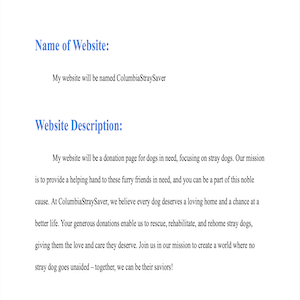 Name of Website:
My website will be named ColumbiaStraySaver
Website Description:
My website will be a donation page for dogs in need, focusing on stray dogs. Our mission
is to provide a helping hand to these furry friends in need, and you can be a part of this noble
cause. At ColumbiaStraySaver, we believe every dog deserves a loving home and a chance at a
better life. Your generous donations enable us to rescue, rehabilitate, and rehome stray dogs,
giving them the love and care they deserve. Join us in our mission to create a world where no
stray dog goes unaided – together, we can be their saviors!